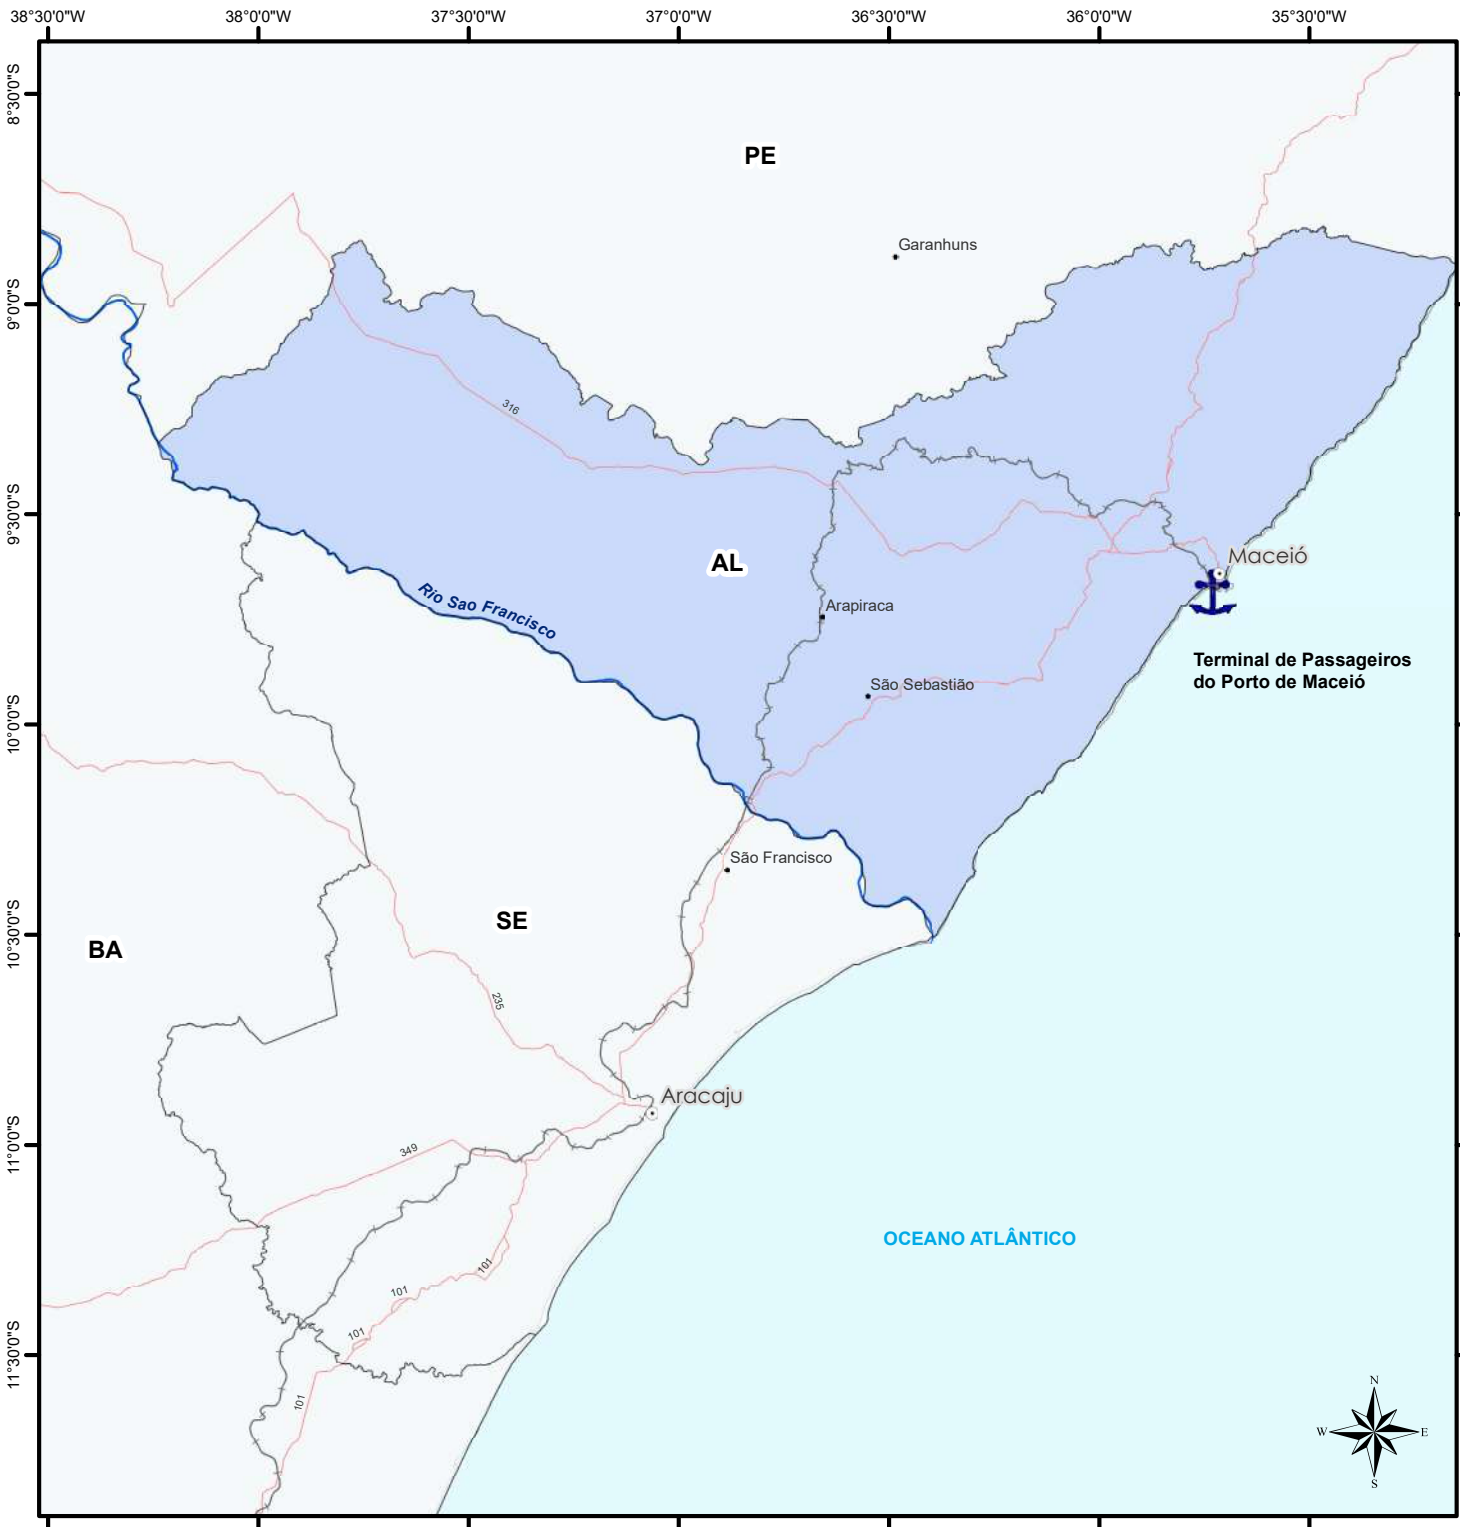 38°30'0"W
38°0'0"W
37°30'0"W
37°0'0"W
36°30'0"W
36°0'0"W
35°30'0"W
8°30'0"S
9°0'0"S
9°30'0"S
10°0'0"S
10°30'0"S
11°0'0"S
11°30'0"S
PE
Garanhuns
316
AL
Maceió
Rio Sao Francisco
Arapiraca
Terminal de Passageiros
do Porto de Maceió
São Sebastião
São Francisco
SE
BA
235
Aracaju
349
OCEANO ATLÂNTICO
101
101
101
101
N
W
E
S